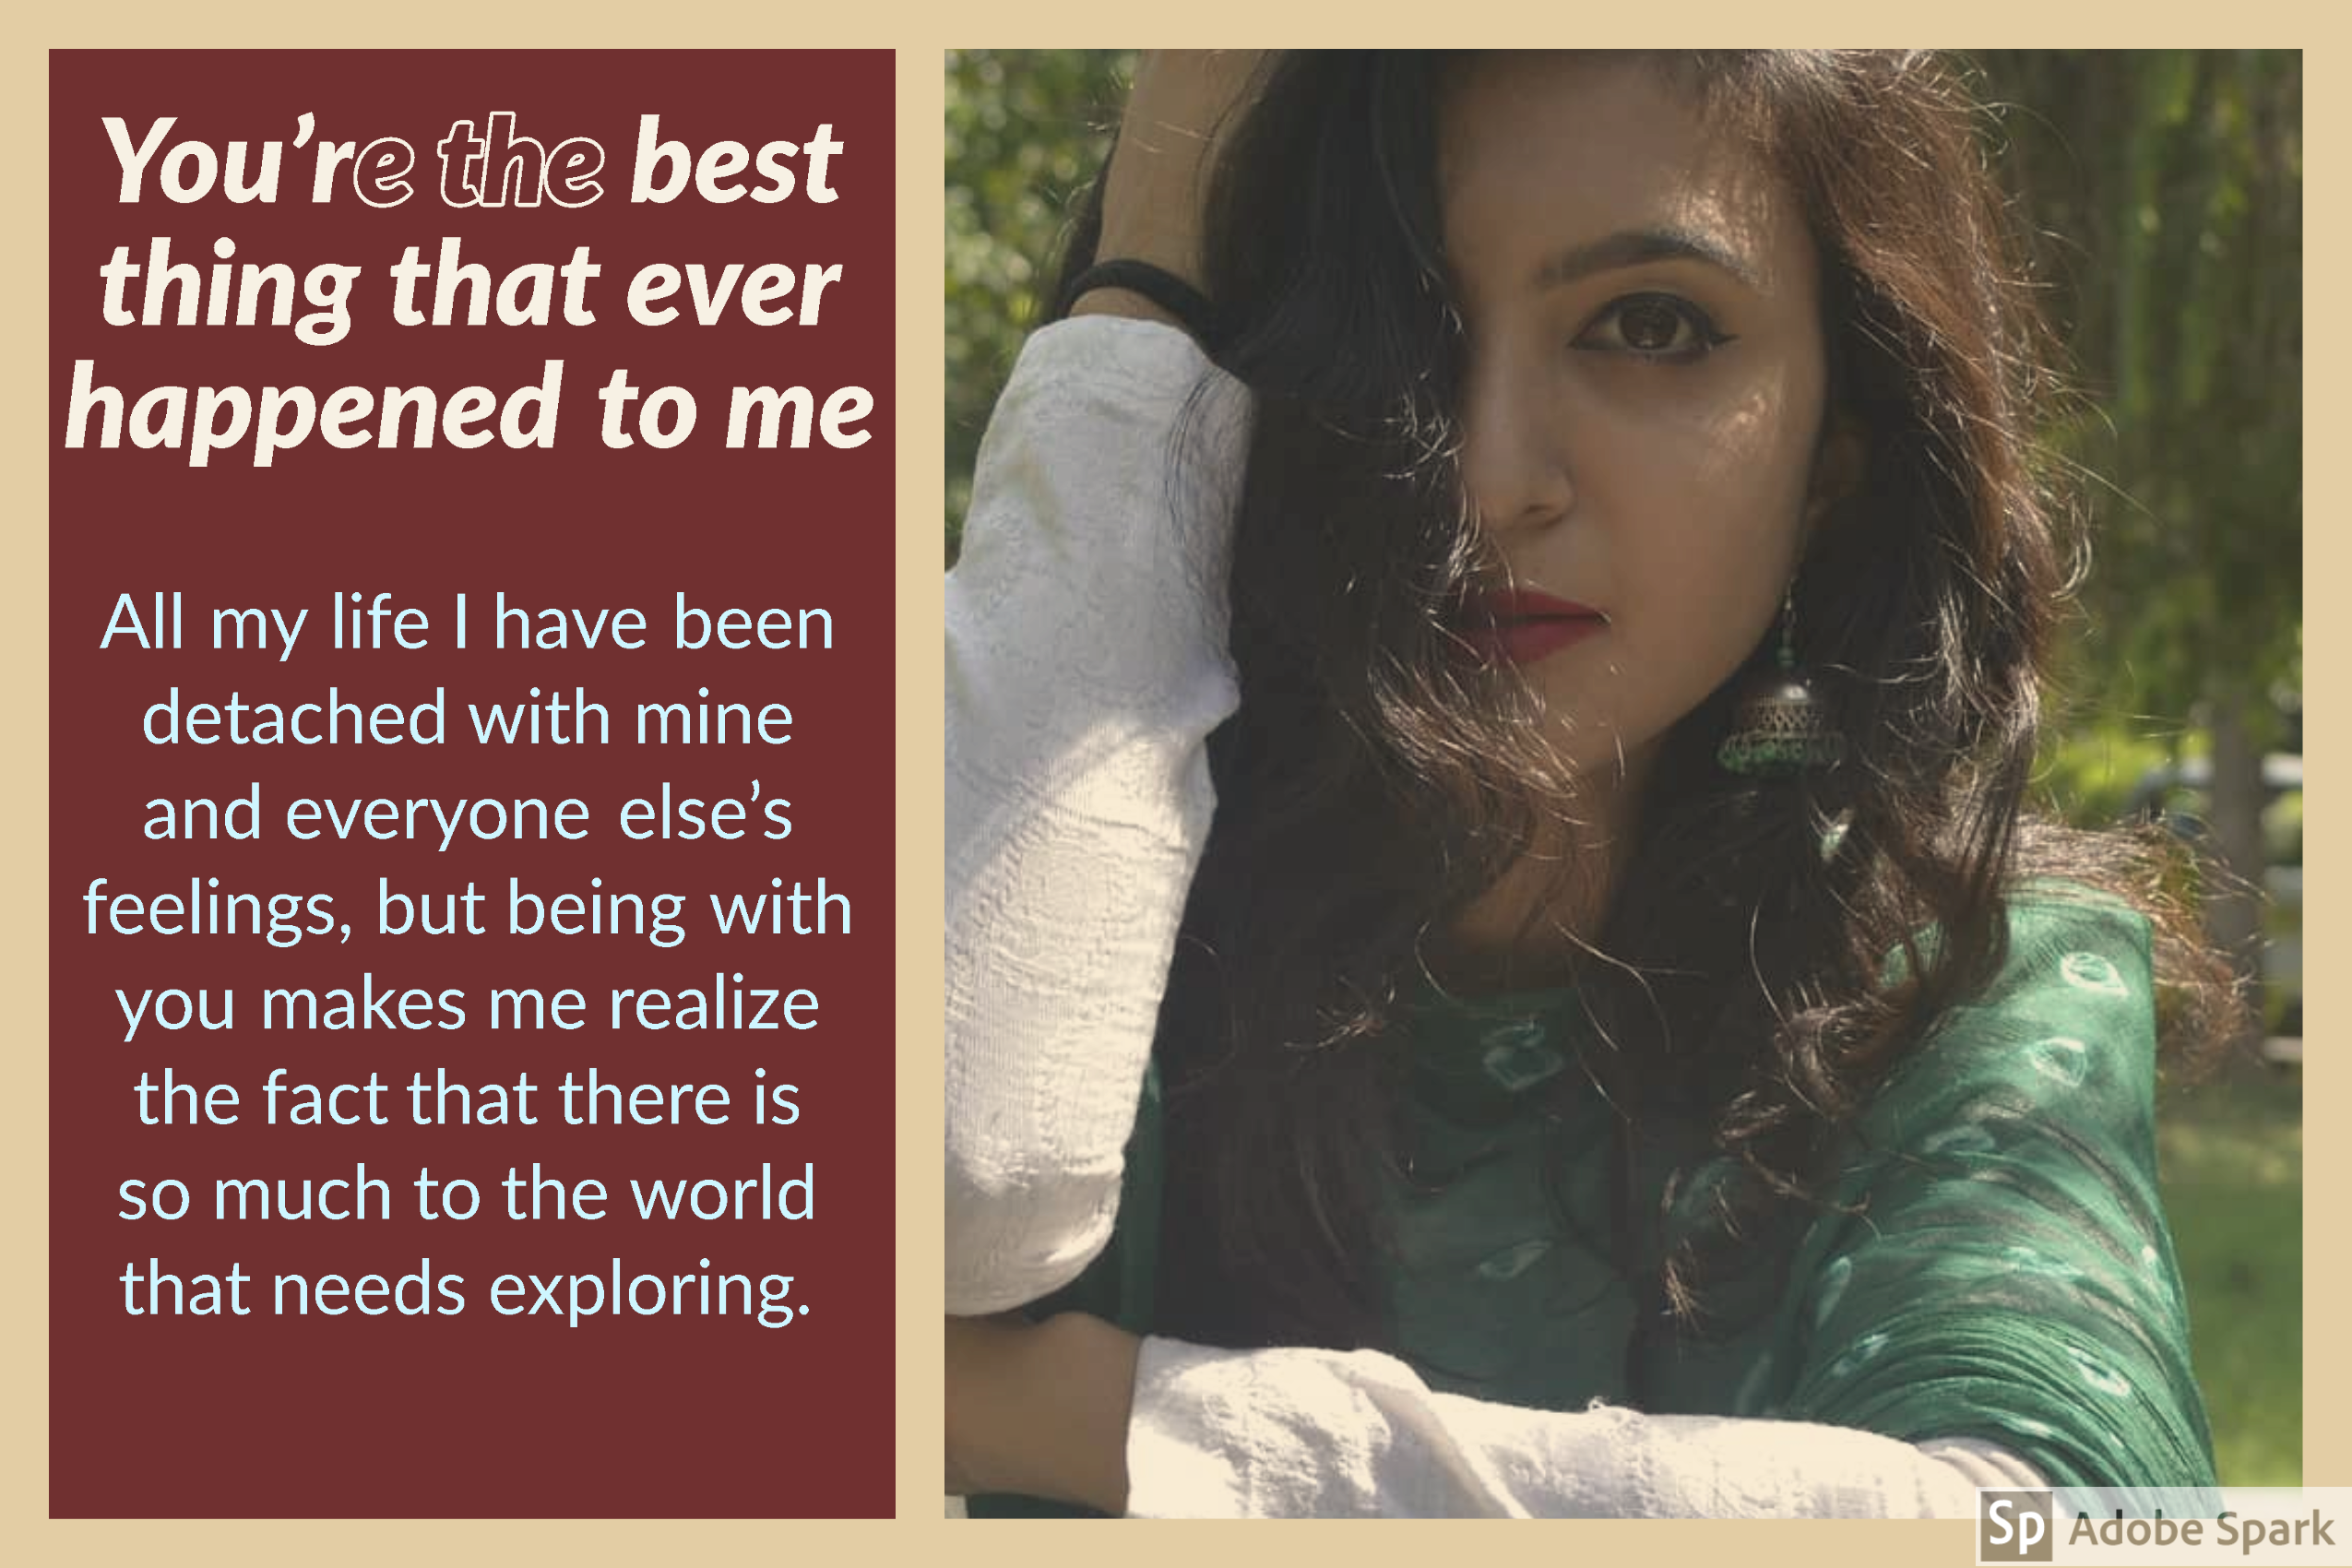 You’re the best
thing that ever
happened to me
All my life I have been
detached with mine
and everyone else’s
feelings, but being with
you makes me realize
the fact that there is
so much to the world
that needs exploring.
Sp Adobe Spark